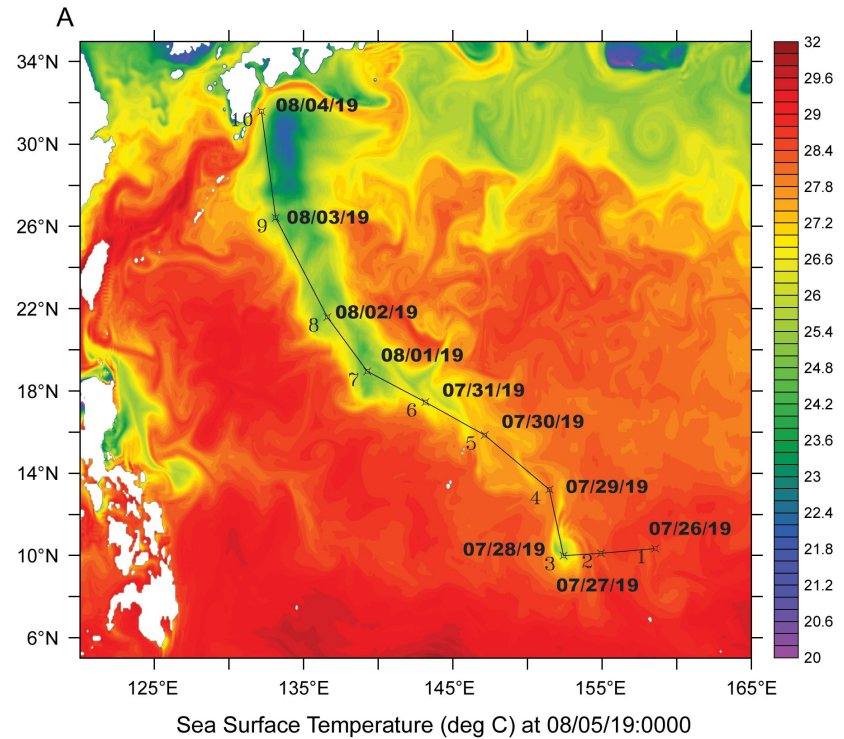 A
34°N
30°N
26°N
22°N
18°N
14°N
10°N
6°N
125°E
135°E
145°E
155°E
165°E
10
08/04/19
9
08/03/19
8
08/02/19
7
08/01/19
6
07/31/19
5
07/30/19
4
07/29/19
3
07/28/19
2
07/27/19
1
07/26/19
32
29.6
29
28.4
27.8
27.2
26.6
26
25.4
24.8
24.2
23.6
23
22.4
21.8
21.2
20.6
20
Sea Surface Temperature (deg C) at 08/05/19:0000